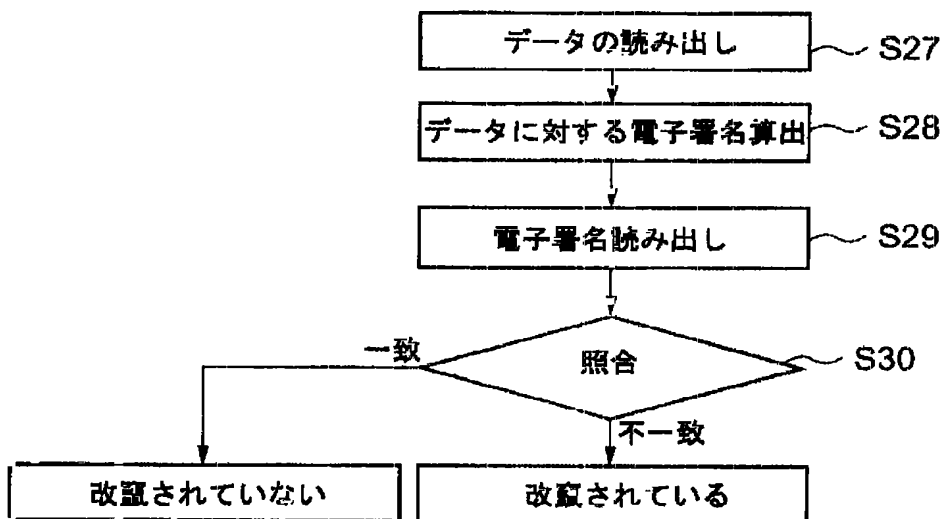 データの読み出し
S27
データに対する電子署名算出
S28
電子署名読み出し
S29
一致
照合
S30
不一致
改竄されていない
改竄されている